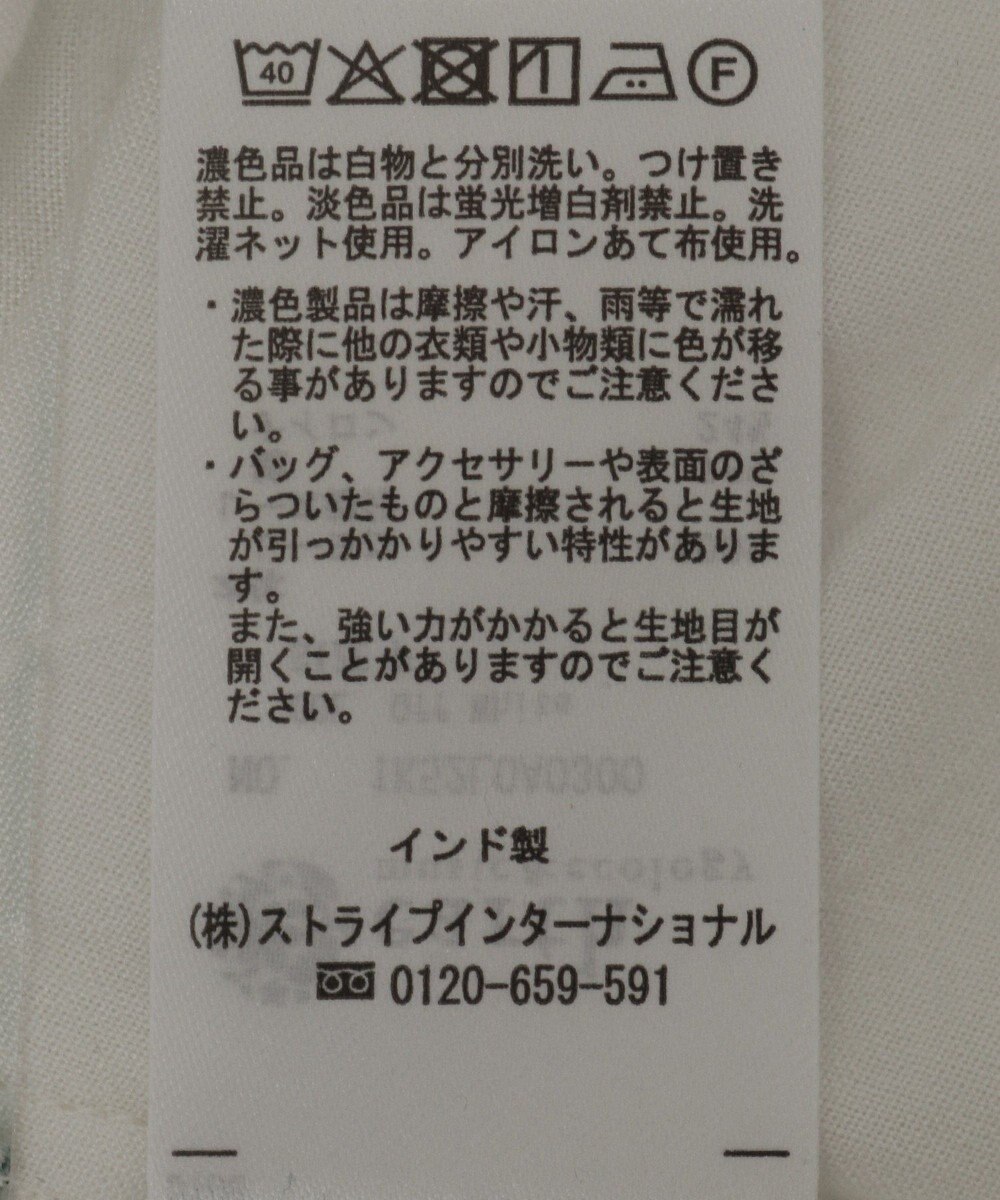 40 F
濃色品は白物と分別洗い。つけ置き
禁止。淡色品は蛍光増白剤禁止。洗
濯ネット使用。アイロンあて布使用。
・濃色製品は摩擦や汗、雨等で濡れ
た際に他の衣類や小物類に色が移
る事がありますのでご注意くださ
い。
・バッグ、アクセサリーや表面のざ
らついたものと摩擦されると生地
が引っかかりやすい特性がありま
す。
また、強い力がかかると生地目が
開くことがありますのでご注意く
ださい。
インド製
(株)ストライプインターナショナル
0120-659-591